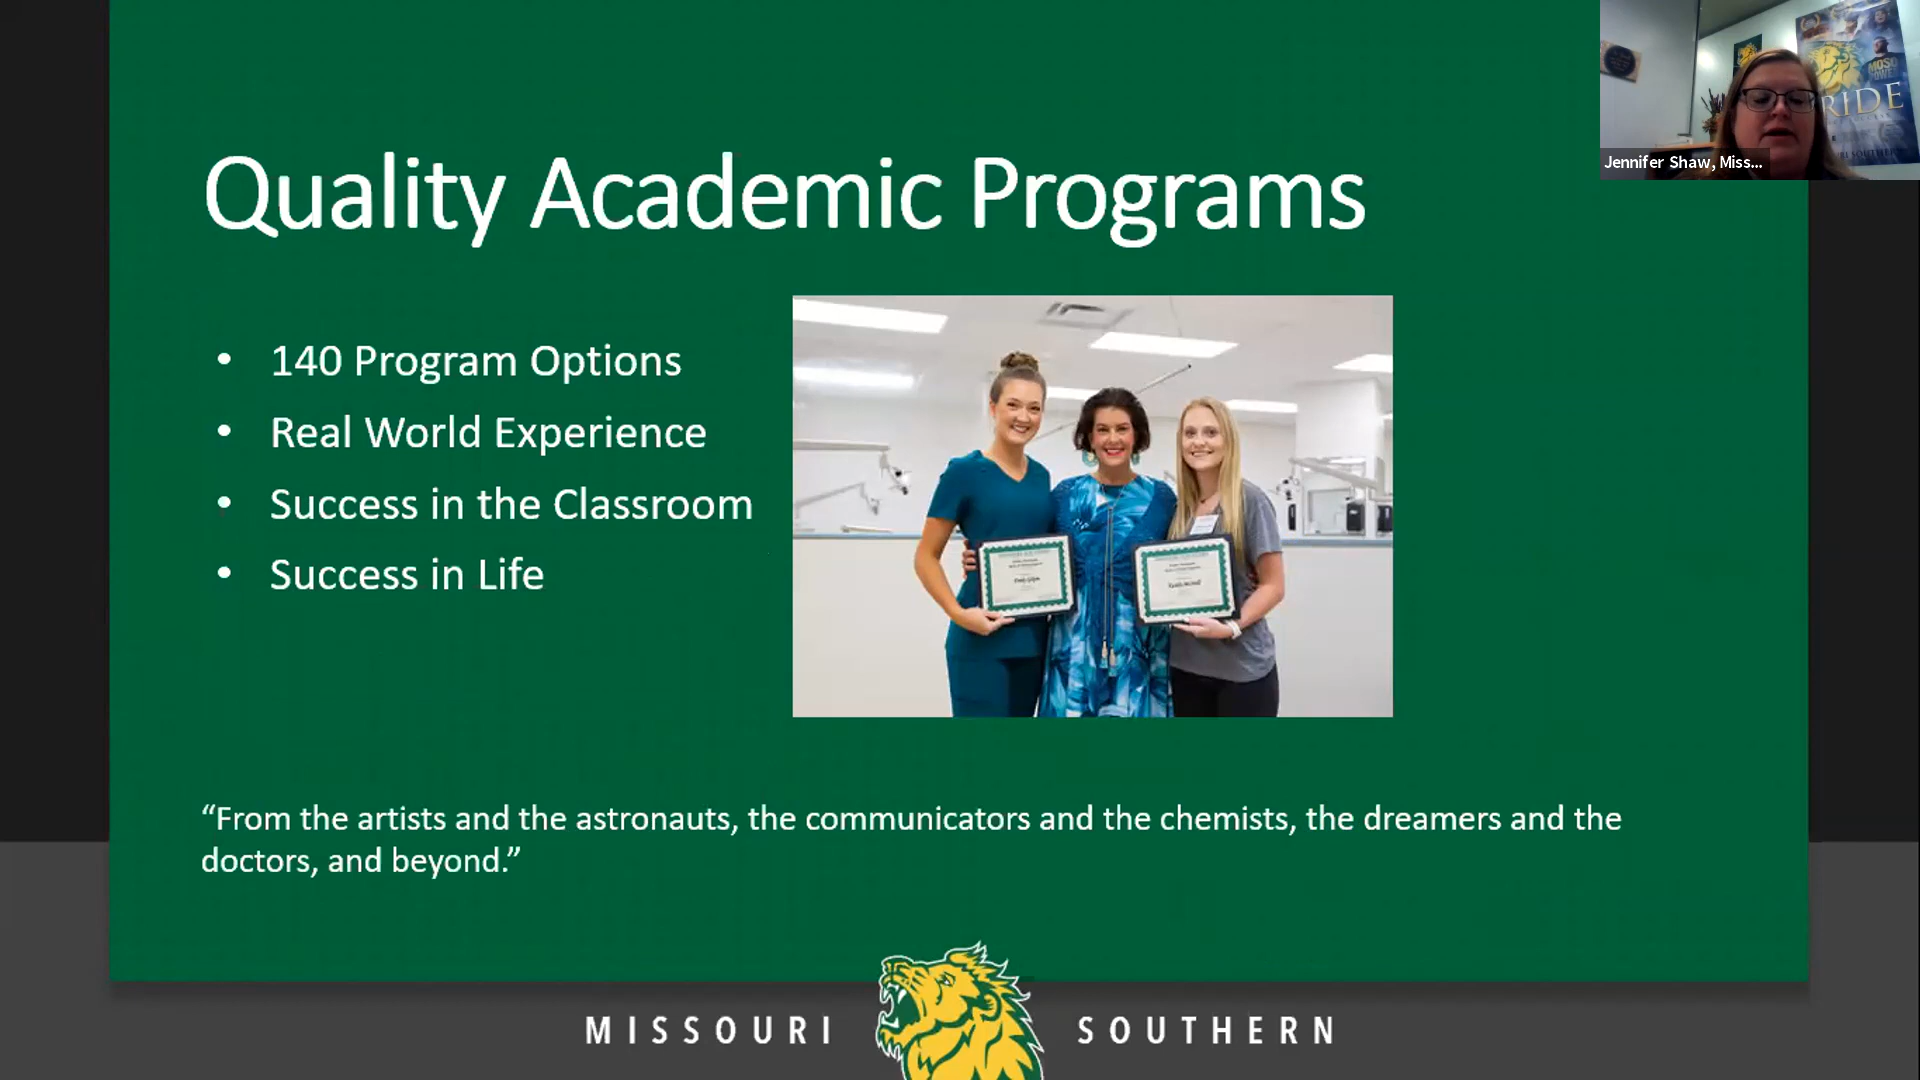 Quality Academic Programs
Jennifer Shaw, Miss...
MOSO
RIDE
• 140 Program Options
• Real World Experience
• Success in the Classroom
• Success in Life
“From the artists and the astronauts, the communicators and the chemists, the dreamers and the
doctors, and beyond.”
MISSOURI SOUTHERN